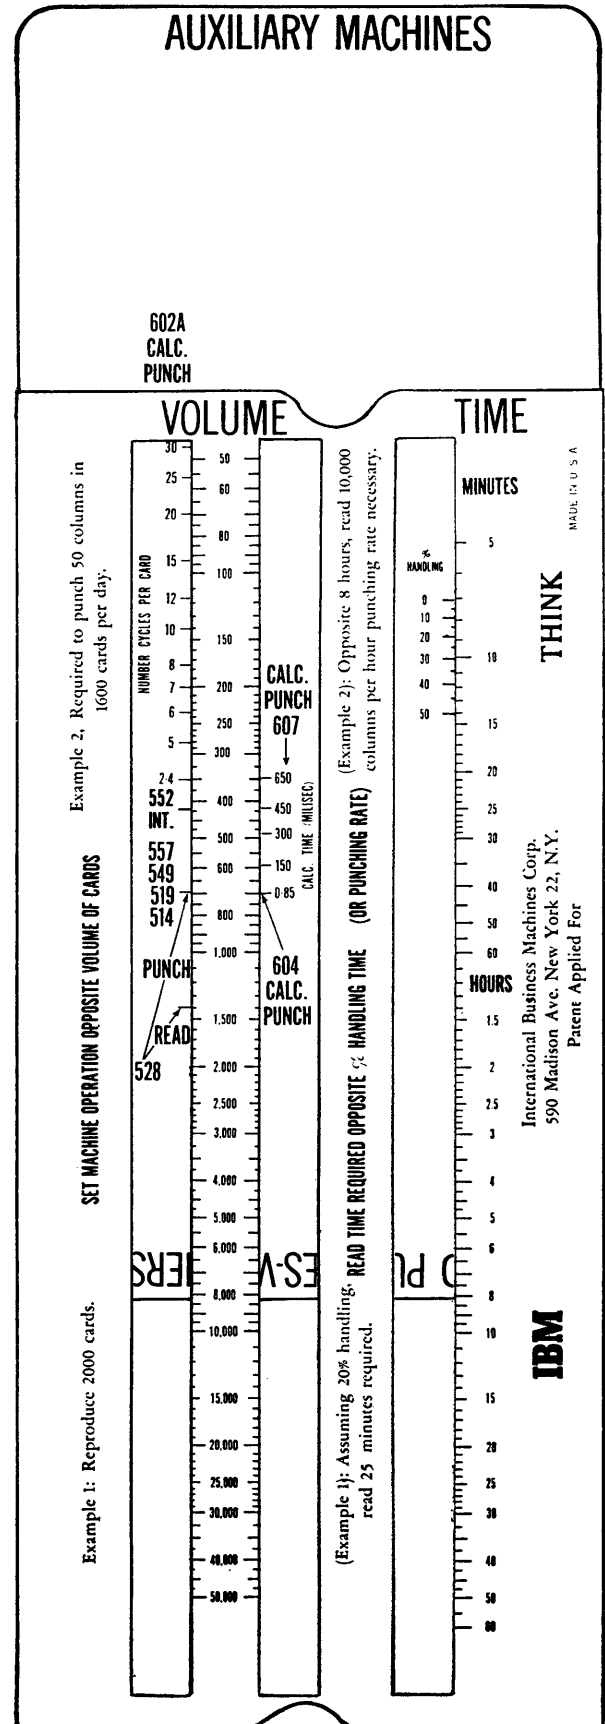 AUXILIARY MACHINES
602A
CALC.
PUNCH
VOLUME
TIME
Example 2, Required to punch 50 columns in
1600 cards per day.
SET MACHINE OPERATION OPPOSITE VOLUME OF CARDS
Example 1: Reproduce 2000 cards.
NUMBER CYCLES PER CARD
30
25
20
15
12
10
8
7
6
5
2-4
552
INT.
557
549
519
514
PUNCH
READ
528
50
60
80
100
150
200
250
300
400
500
600
800
1,000
1,500
2,000
2,500
3,000
4,000
5,000
6,000
8,000
10,000
15,000
20,000
25,000
30,000
40,000
50,000
CALC.
PUNCH
607
650
450
300
150
0-85
CALC. TIME (MILISEC)
604
CALC.
PUNCH
(Example 2): Opposite 8 hours, read 10,000
columns per hour punching rate necessary.
READ TIME REQUIRED OPPOSITE % HANDLING TIME (OR PUNCHING RATE)
(Example 1): Assuming 20% handling,
read 25 minutes required.
%
HANDLING
0
10
20
30
40
50
MINUTES
5
10
15
20
25
30
40
50
60
HOURS
1.5
2
2.5
3
4
5
6
8
10
15
20
25
30
40
50
60
MADE IN U S A
THINK
International Business Machines Corp.
590 Madison Ave. New York 22, N.Y.
Patent Applied For
IBM